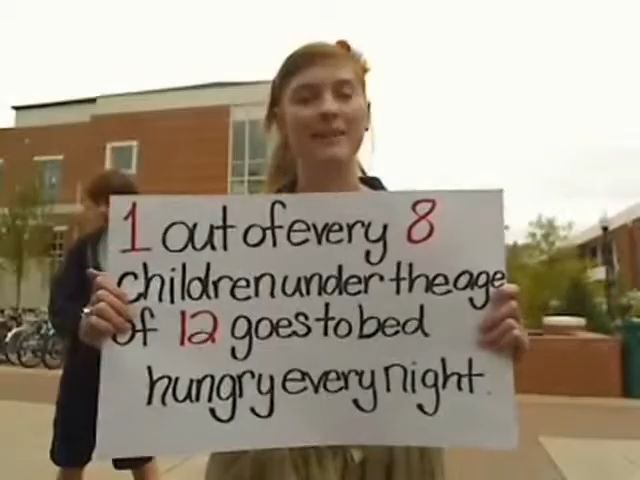 1 out of every 8
children under the age
of 12 goes to bed
hungry every night.